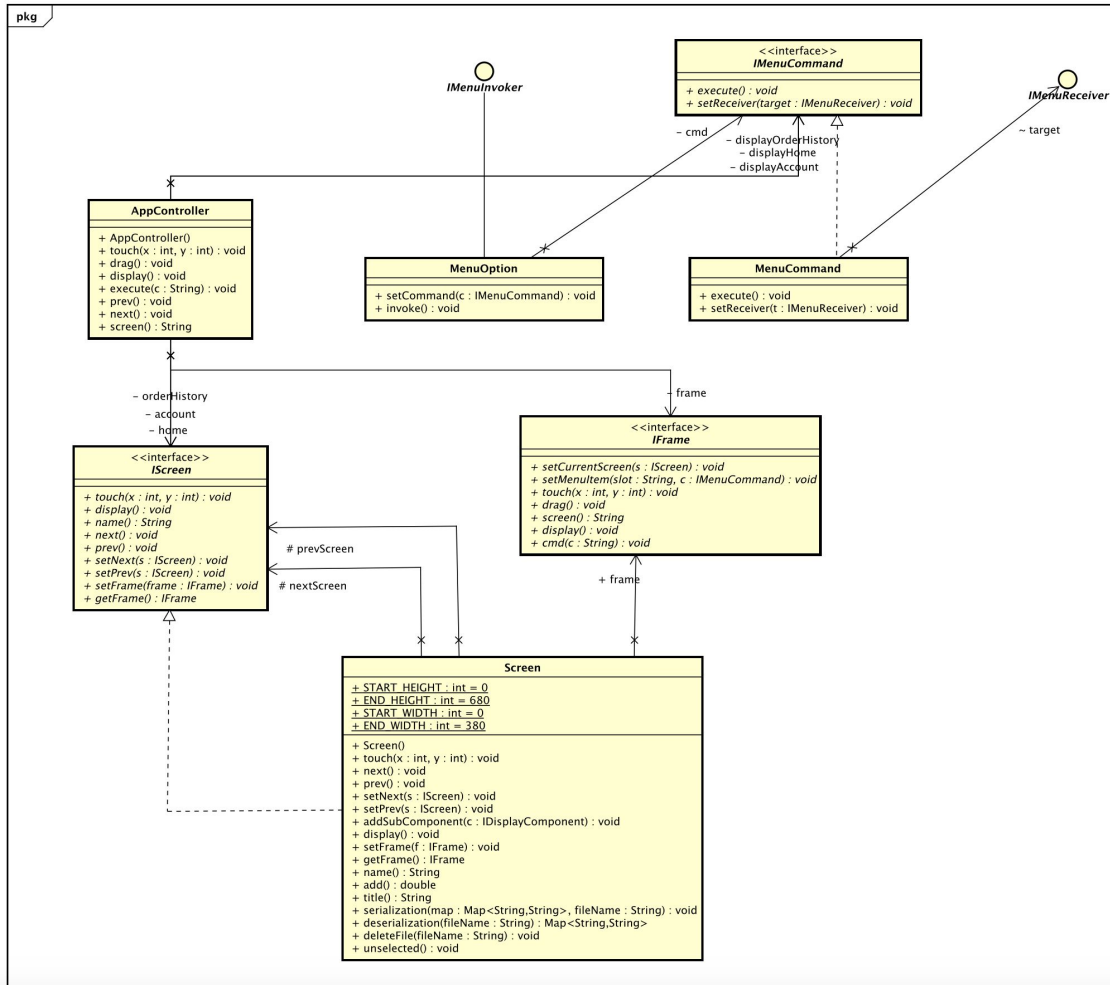 pkg
<<interface>>
IMenuCommand
+ execute() : void
+ setReceiver(target : IMenuReceiver) : void
IMenuInvoker
IMenuReceiver
- cmd
- displayOrderHistory
- displayHome
- displayAccount
~ target
AppController
+ AppController()
+ touch(x : int, y : int) : void
+ drag() : void
+ display() : void
+ execute(c : String) : void
+ prev() : void
+ next() : void
+ screen() : String
MenuOption
+ setCommand(c : IMenuCommand) : void
+ invoke() : void
MenuCommand
+ execute() : void
+ setReceiver(t : IMenuReceiver) : void
- orderHistory
- account
- home
- frame
<<interface>>
IScreen
+ touch(x : int, y : int) : void
+ display() : void
+ name() : String
+ next() : void
+ prev() : void
+ setNext(s : IScreen) : void
+ setPrev(s : IScreen) : void
+ setFrame(frame : IFrame) : void
+ getFrame() : IFrame
<<interface>>
IFrame
+ setCurrentScreen(s : IScreen) : void
+ setMenuItem(slot : String, c : IMenuCommand) : void
+ touch(x : int, y : int) : void
+ drag() : void
+ screen() : String
+ display() : void
+ cmd(c : String) : void
# prevScreen
# nextScreen
+ frame
Screen
+ START_HEIGHT : int = 0
+ END_HEIGHT : int = 680
+ START_WIDTH : int = 0
+ END_WIDTH : int = 380
+ Screen()
+ touch(x : int, y : int) : void
+ next() : void
+ prev() : void
+ setNext(s : IScreen) : void
+ setPrev(s : IScreen) : void
+ addSubComponent(c : IDisplayComponent) : void
+ display() : void
+ setFrame(f : IFrame) : void
+ getFrame() : IFrame
+ name() : String
+ add() : double
+ title() : String
+ serialization(map : Map<String,String>, fileName : String) : void
+ deserialization(fileName : String) : Map<String,String>
+ deleteFile(fileName : String) : void
+ unselected() : void